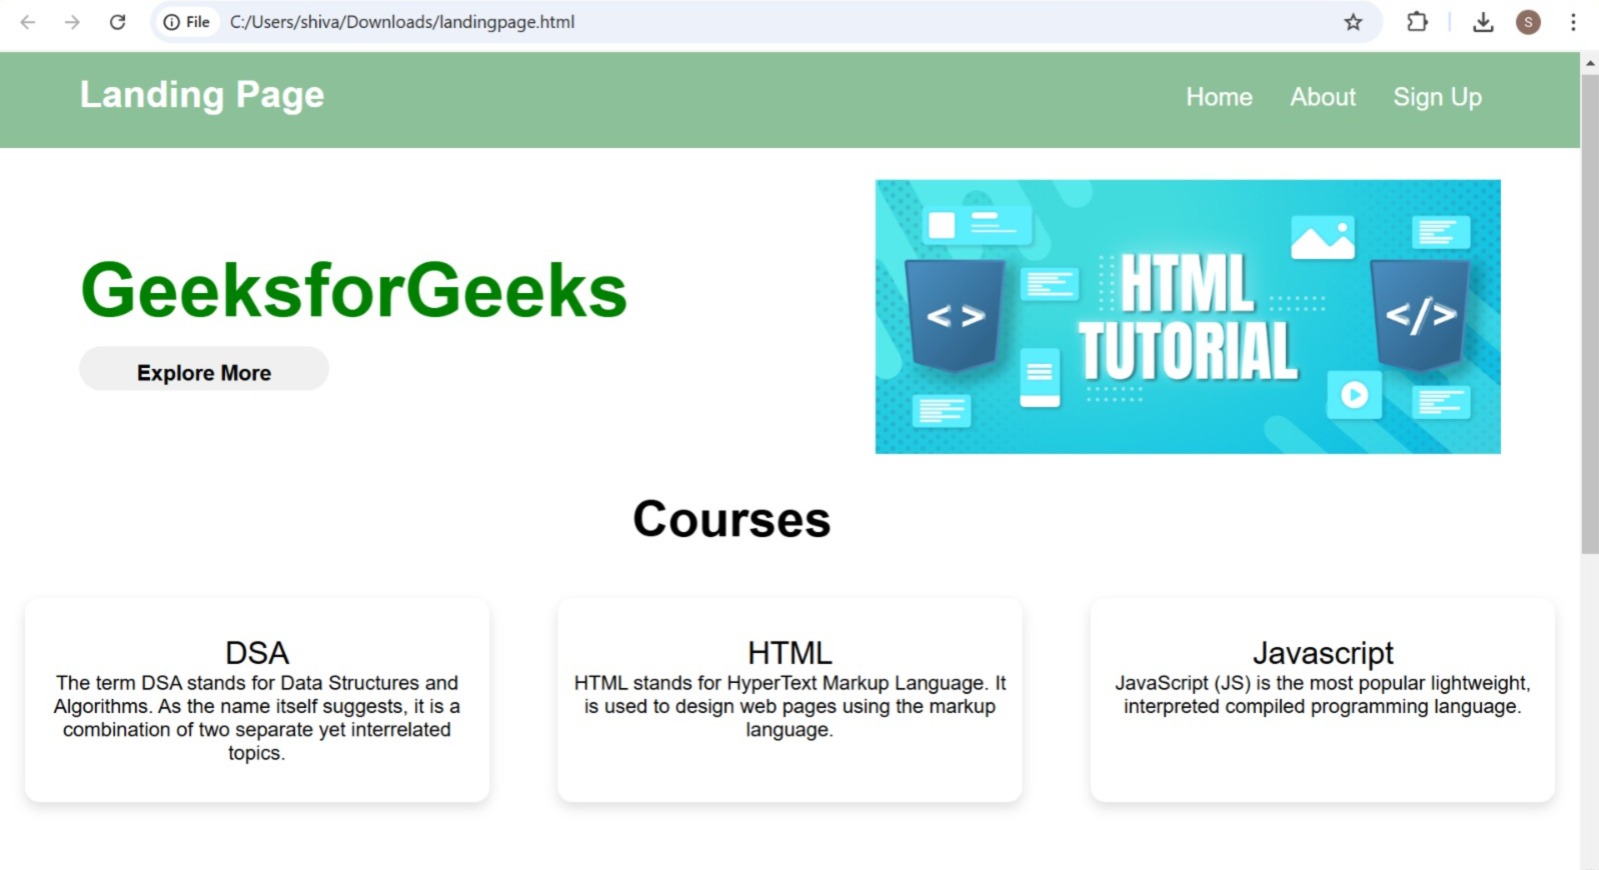 File C:/Users/shiva/Downloads/landingpage.html
S
Landing Page
Home About Sign Up
GeeksforGeeks
Explore More
< >
HTML
TUTORIAL
</>
Courses
DSA
The term DSA stands for Data Structures and
Algorithms. As the name itself suggests, it is a
combination of two separate yet interrelated
topics.
HTML
HTML stands for HyperText Markup Language. It
is used to design web pages using the markup
language.
Javascript
JavaScript (JS) is the most popular lightweight,
interpreted compiled programming language.